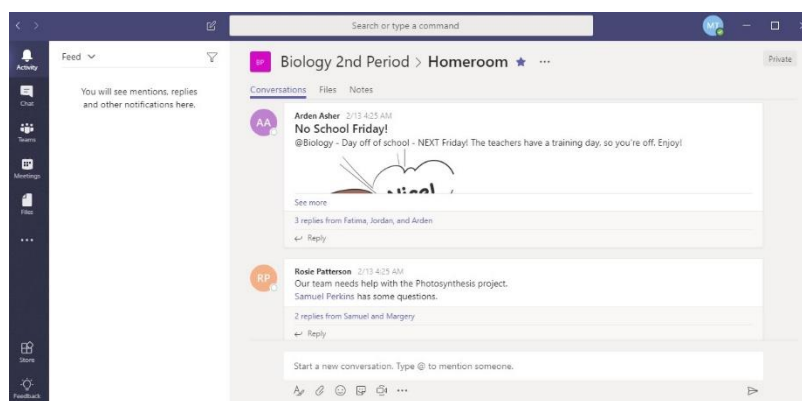 Search or type a command
MT
Activity
Chat
Teams
Meetings
Files
Store
Feedback
Feed
You will see mentions, replies
and other notifications here.
BP
Biology 2nd Period > Homeroom
Private
Conversations Files Notes
AA
Arden Asher 2/13 4:25 AM
No School Friday!
@Biology - Day off of school - NEXT Friday! The teachers have a training day, so you're off, Enjoy!
Nice!
See more
3 replies from Fatima, Jordan, and Arden
Reply
RP
Rosie Patterson 2/13 4:25 AM
Our team needs help with the Photosynthesis project.
Samuel Perkins has some questions.
2 replies from Samuel and Margery
Reply
Start a new conversation. Type @ to mention someone.